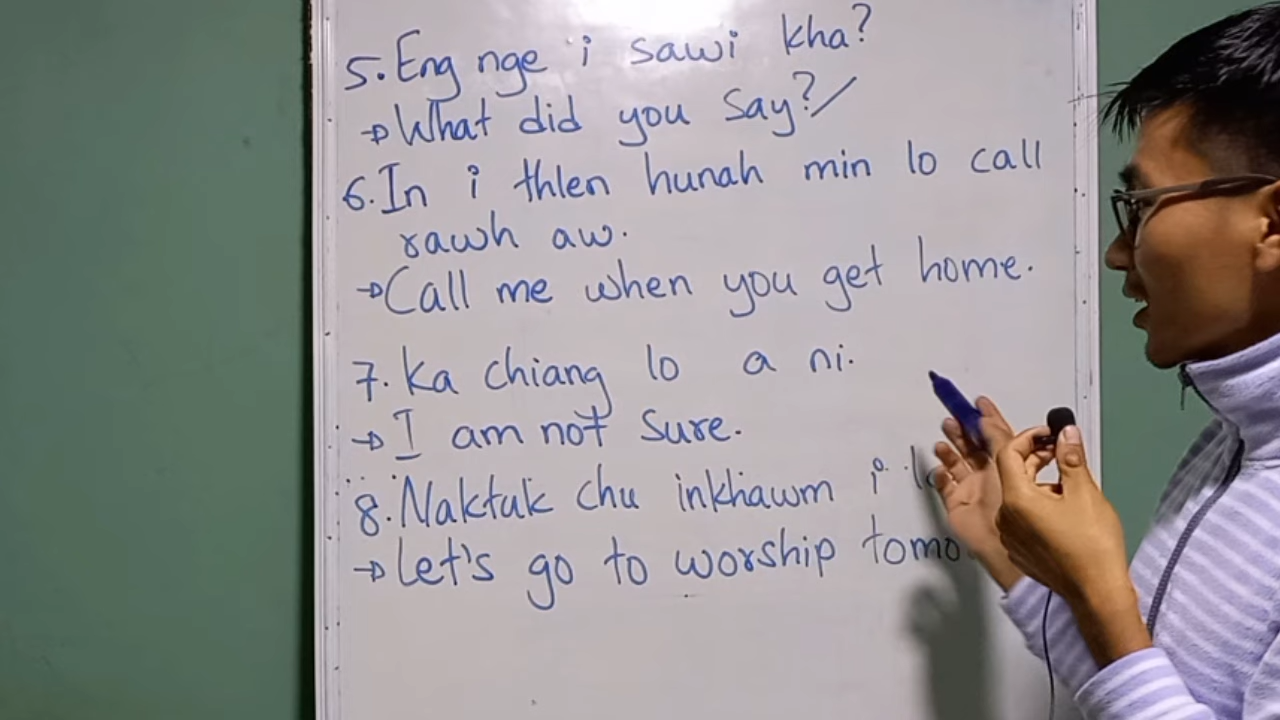 5. Eng nge i sawi kha?
→ What did you say?
6. In i thlen hunah min lo call
rawh aw.
→ Call me when you get home.
7. Ka chiang lo a ni.
→ I am not sure.
8. Naktuk chu inkhawm i
→ Let's go to worship